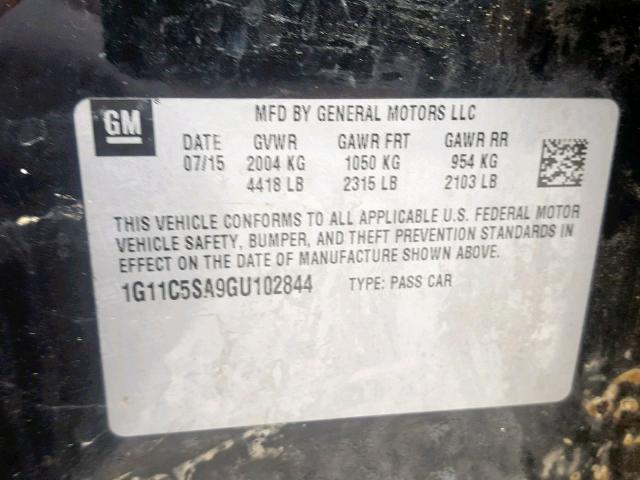 GM
MFD BY GENERAL MOTORS LLC
DATE GVWR GAWR FRT GAWR RR
07/15 2004 KG 1050 KG 954 KG
4418 LB 2315 LB 2103 LB
THIS VEHICLE CONFORMS TO ALL APPLICABLE U.S. FEDERAL MOTOR
VEHICLE SAFETY, BUMPER, AND THEFT PREVENTION STANDARDS IN
EFFECT ON THE DATE OF MANUFACTURE SHOWN ABOVE.
1G11C5SA9GU102844 TYPE: PASS CAR